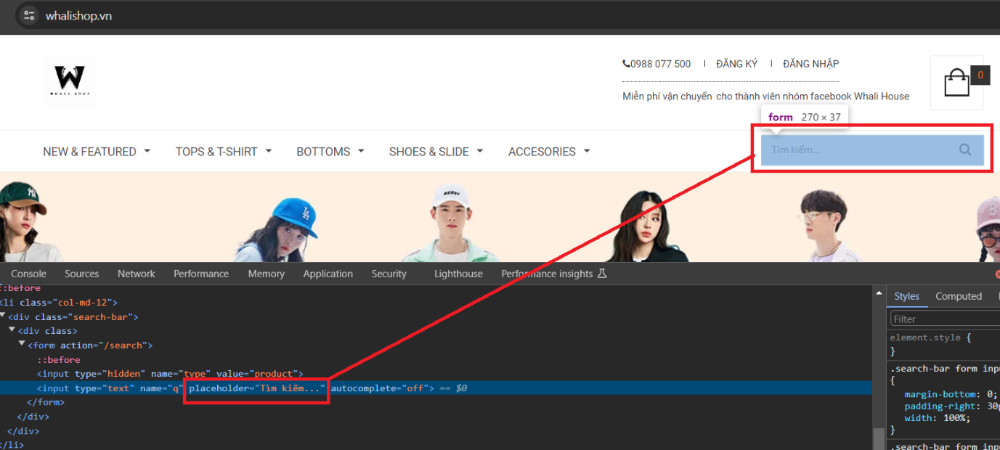 whalishop.vn
W
WHALI SHOP
0988 077 500 | ĐĂNG KÝ | ĐĂNG NHẬP
0
Miễn phí vận chuyển cho thành viên nhóm facebook Whali House
form 270 × 37
NEW & FEATURED TOPS & T-SHIRT BOTTOMS SHOES & SLIDE ACCESORIES
Tìm kiếm...
Console Sources Network Performance Memory Application Security Lighthouse Performance insights
::before
<li class="col-md-12">
<div class="search-bar">
<div class>
<form action="/search">
::before
<input type="hidden" name="type" value="product">
<input type="text" name="q" placeholder="Tìm kiếm..." autocomplete="off"> == $0
</form>
</div>
</div>
</li>
Styles Computed
Filter
element.style {
}
.search-bar form inpu
{
margin-bottom: 0;
padding-right: 30p
width: 100%;
}
.search-bar form inpu